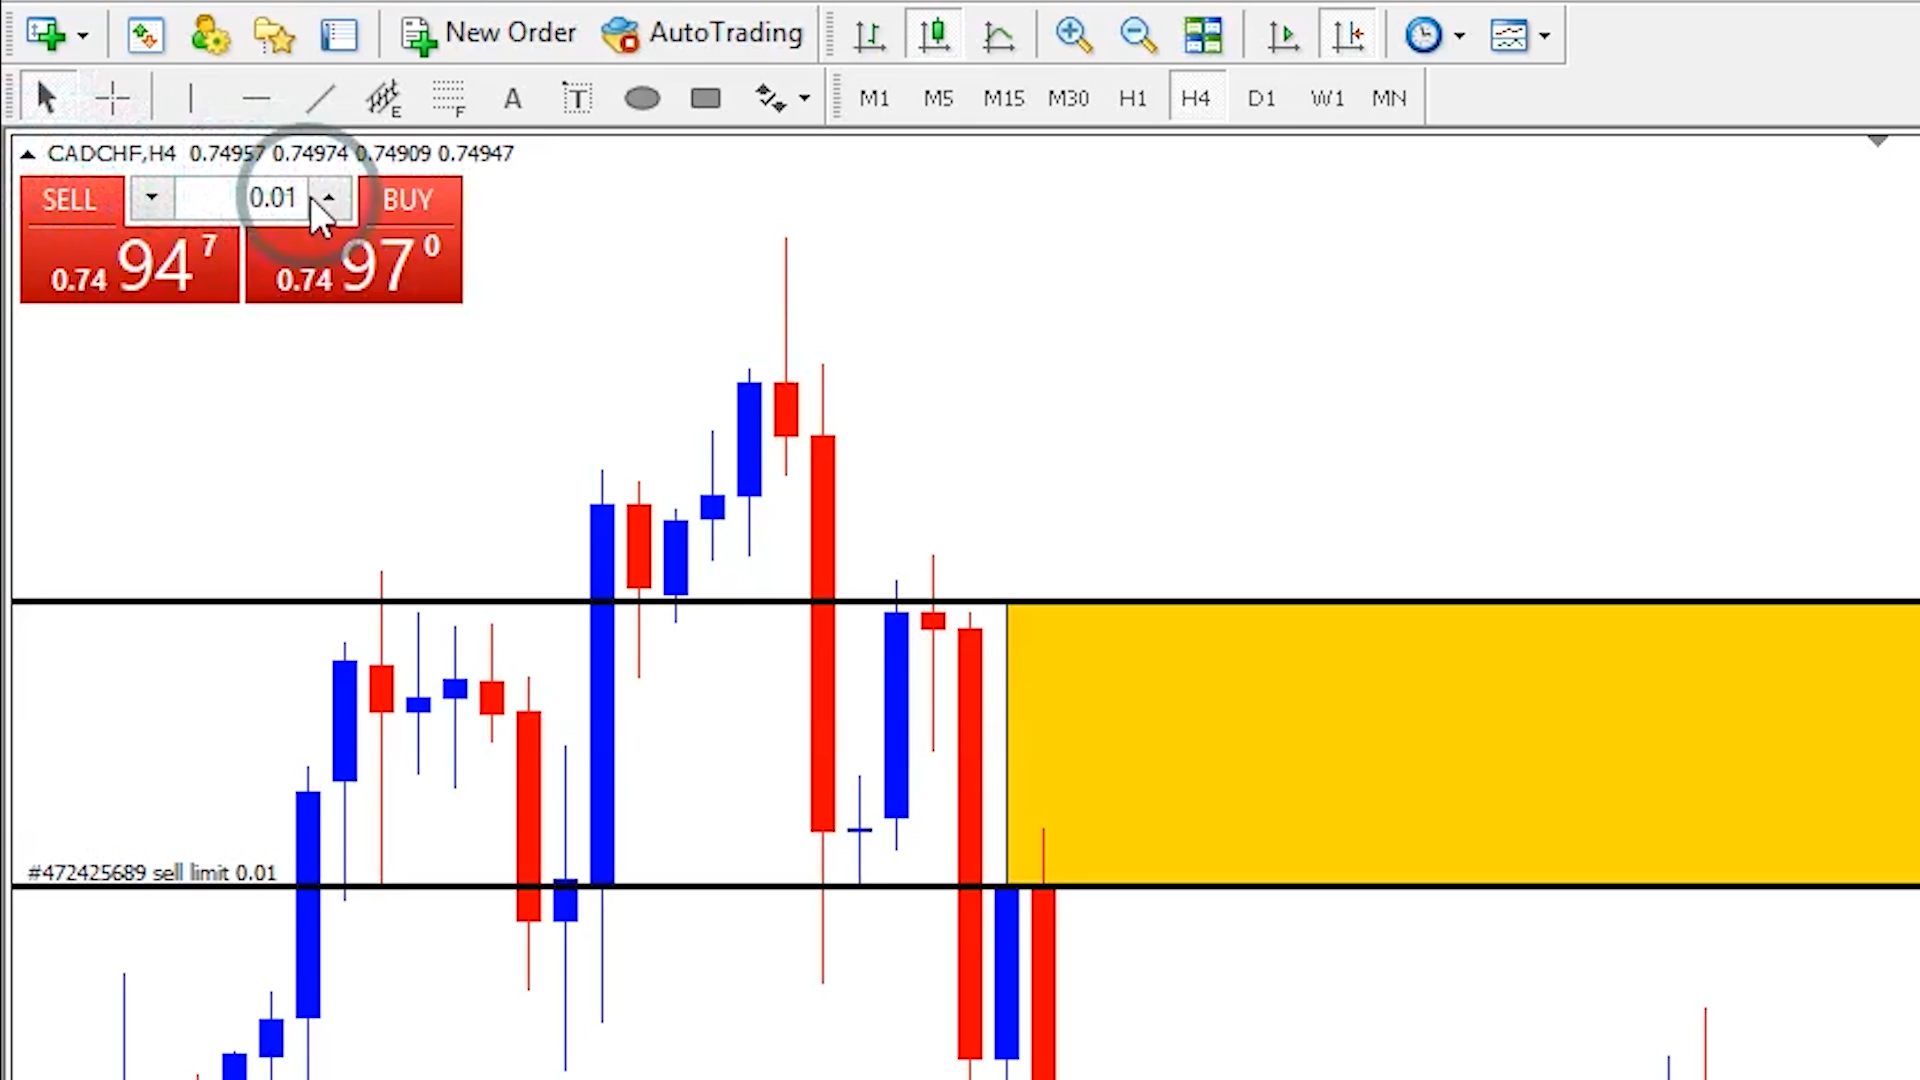 New Order AutoTrading
E F A T M1 M5 M15 M30 H1 H4 D1 W1 MN
CADCHF,H4 0.74957 0.74974 0.74909 0.74947
SELL 0.01 BUY
0.74 94 7 0.74 97 0
#472425689 sell limit 0.01